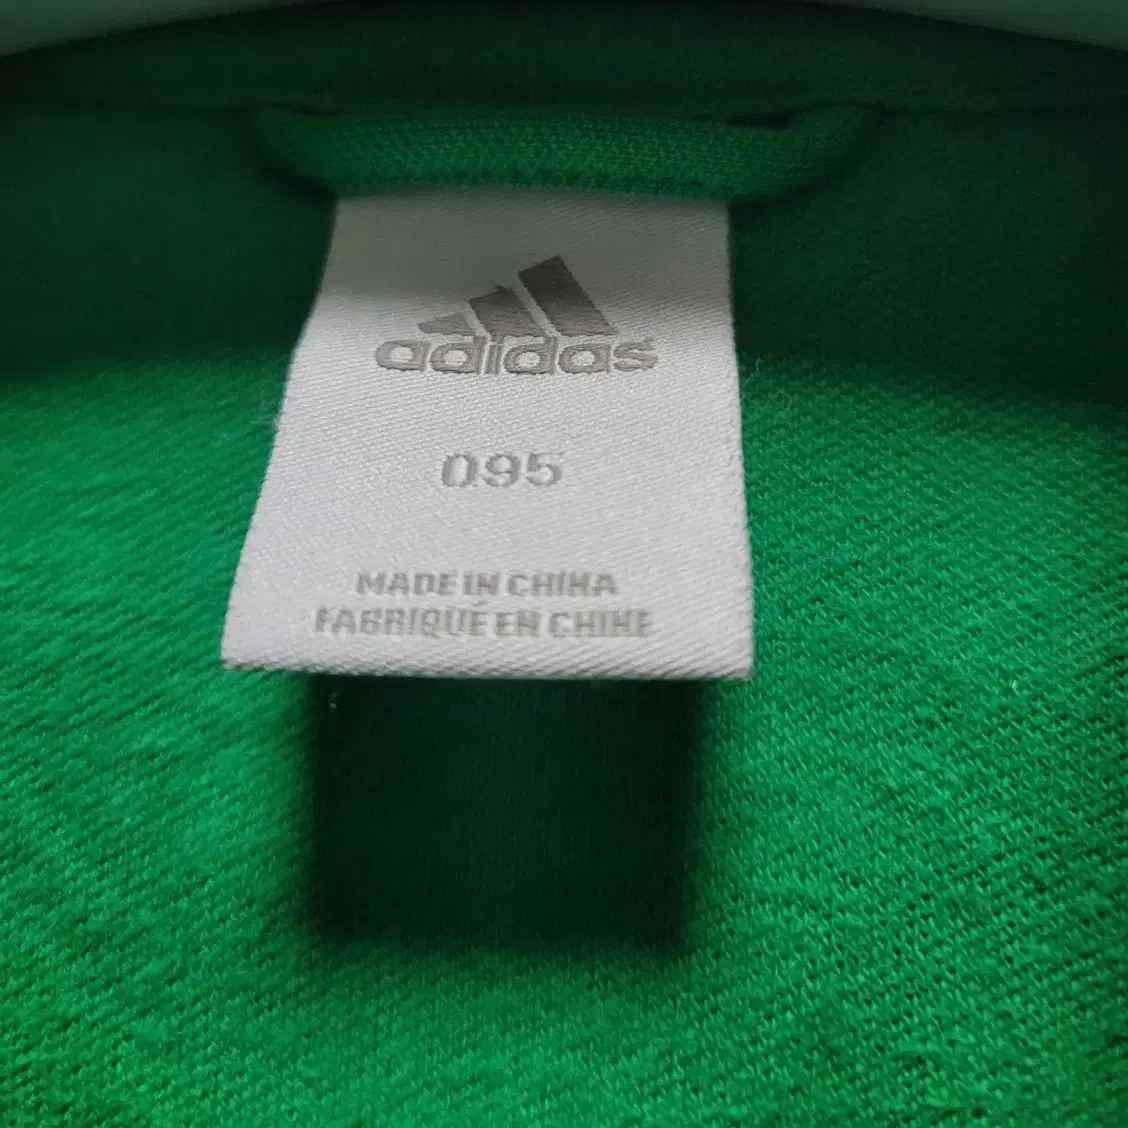 adidas
095
MADE IN CHINA
FABRIQUÉ EN CHINE